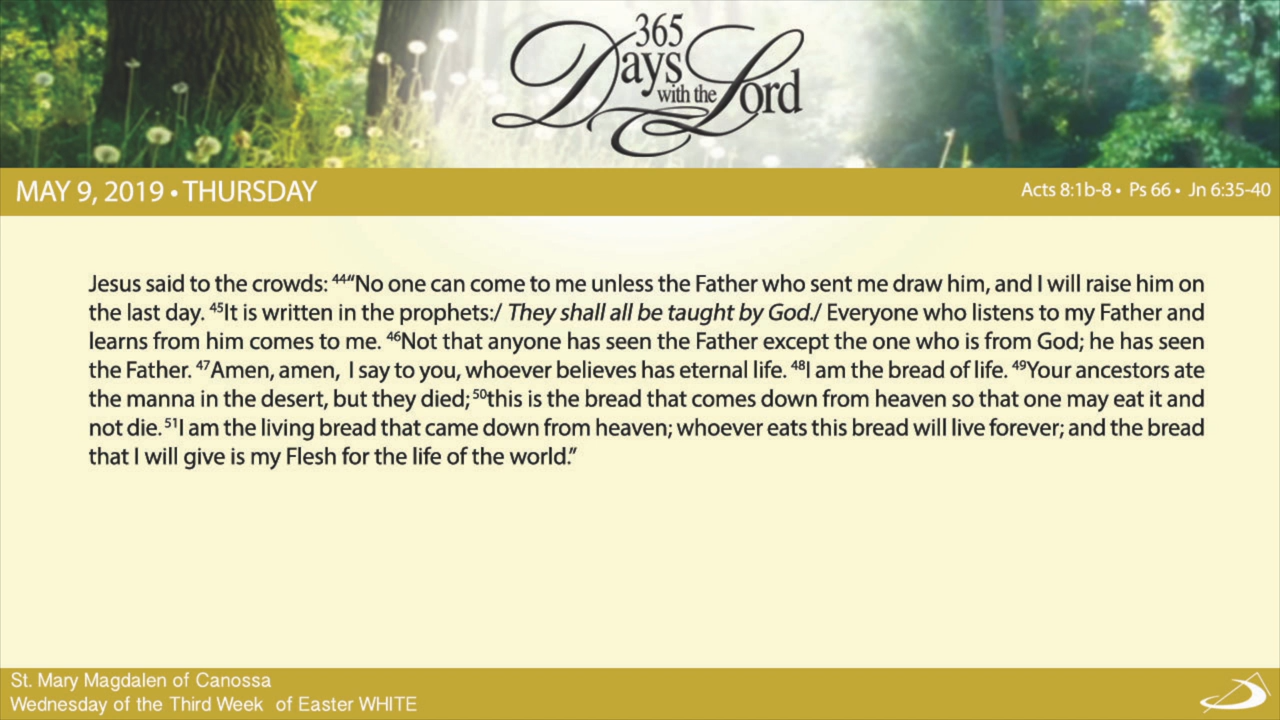 365
Days
with the
Lord
MAY 9, 2019 • THURSDAY
Acts 8:1b-8 • Ps 66 • Jn 6:35-40
Jesus said to the crowds: ⁴⁴“No one can come to me unless the Father who sent me draw him, and I will raise him on
the last day. ⁴⁵It is written in the prophets:/ They shall all be taught by God./ Everyone who listens to my Father and
learns from him comes to me. ⁴⁶Not that anyone has seen the Father except the one who is from God; he has seen
the Father. ⁴⁷Amen, amen, I say to you, whoever believes has eternal life. ⁴⁸I am the bread of life. ⁴⁹Your ancestors ate
the manna in the desert, but they died; ⁵⁰this is the bread that comes down from heaven so that one may eat it and
not die. ⁵¹I am the living bread that came down from heaven; whoever eats this bread will live forever; and the bread
that I will give is my Flesh for the life of the world.”
St. Mary Magdalen of Canossa
Wednesday of the Third Week of Easter WHITE